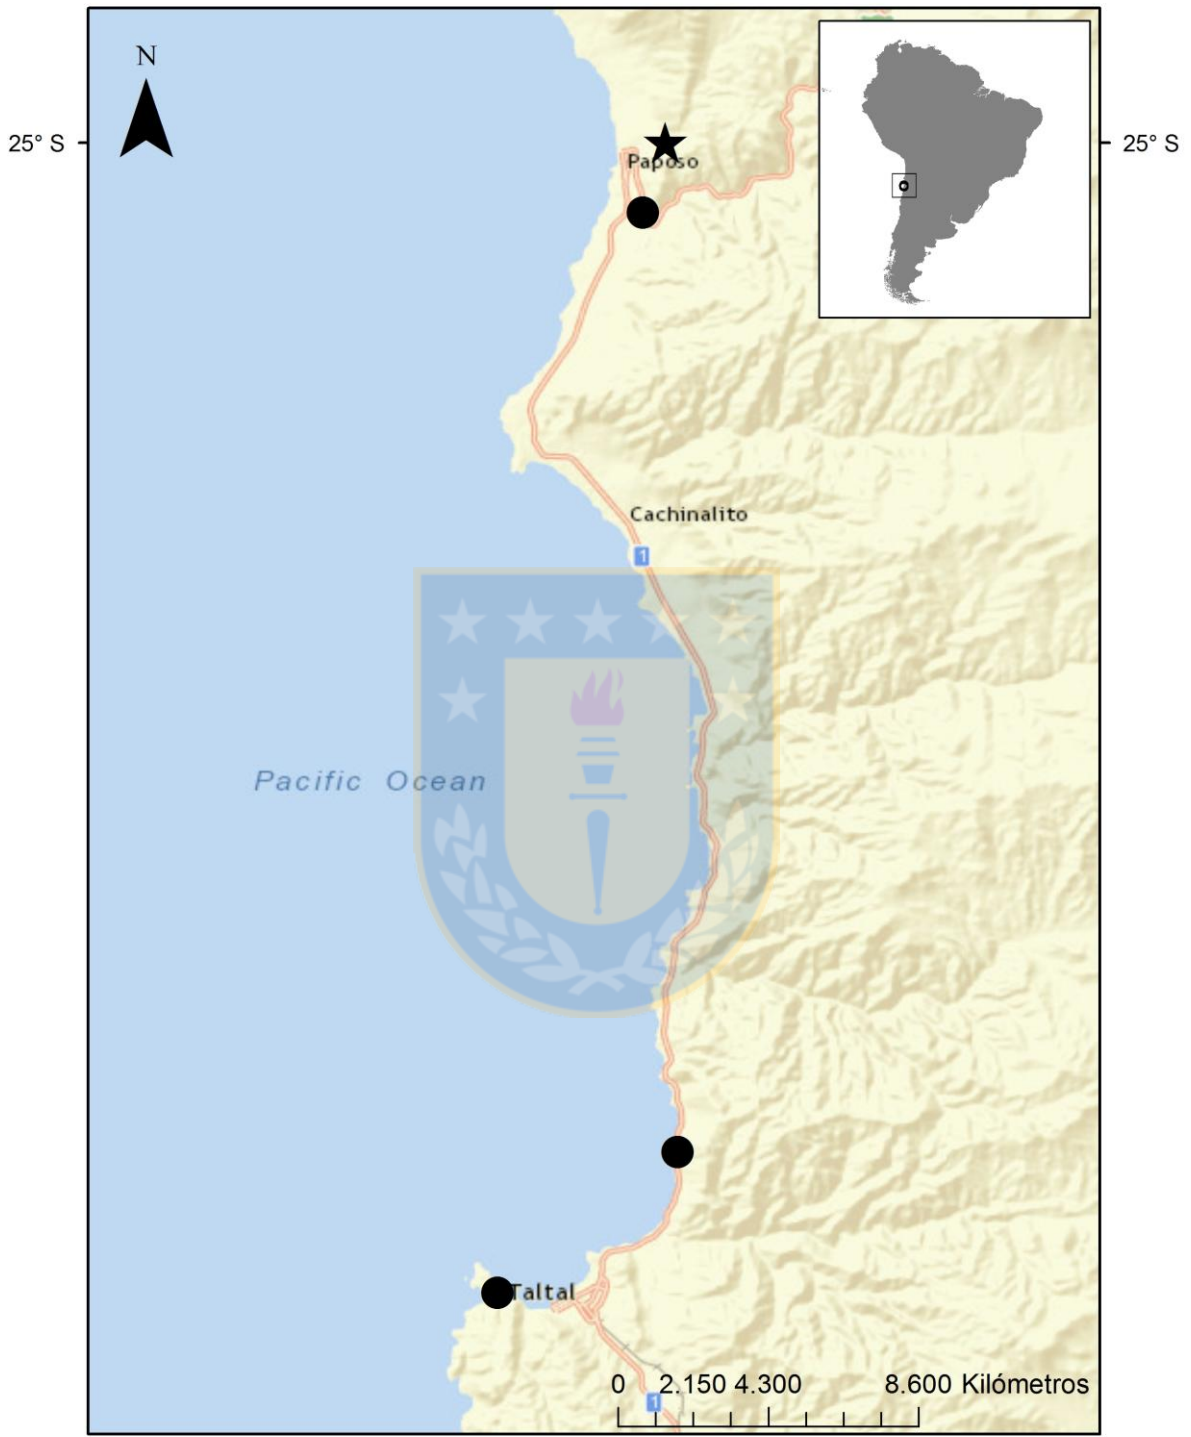 N
25° S
25° S
Paposo
Cachinalito
1
Pacific Ocean
Taltal
0 2.150 4.300 8.600 Kilómetros
1